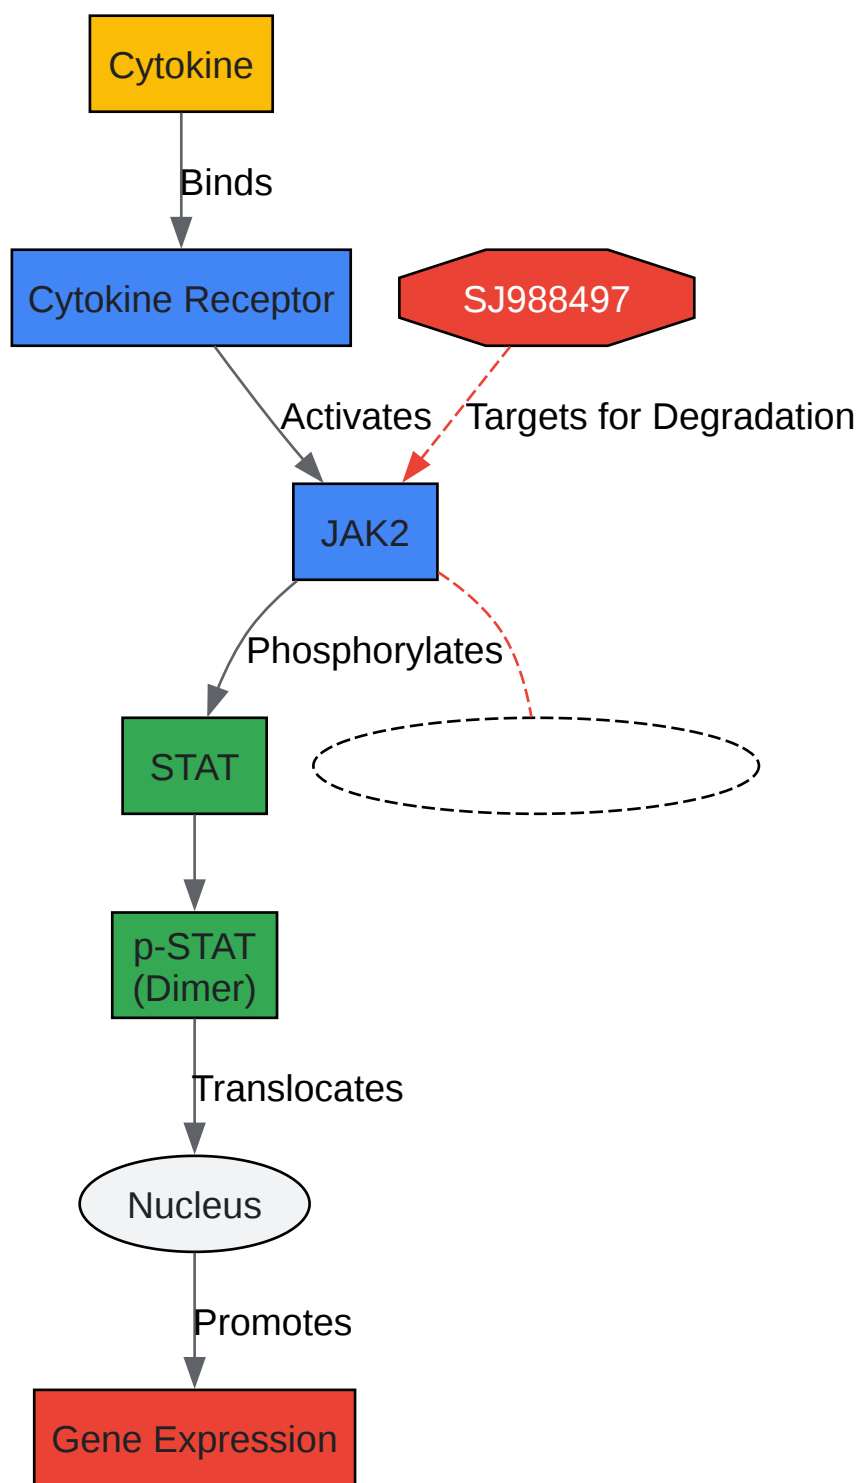 Cytokine
Binds
Cytokine Receptor
SJ988497
Activates
Targets for Degradation
JAK2
Phosphorylates
STAT
p-STAT
(Dimer)
Translocates
Nucleus
Promotes
Gene Expression